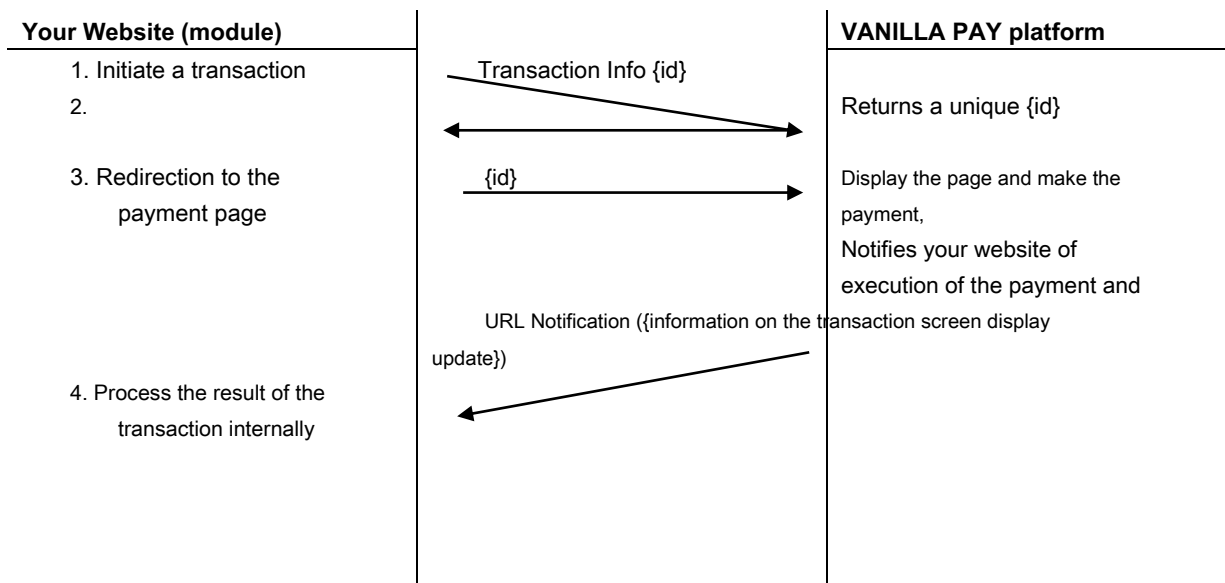 Your Website (module)
VANILLA PAY platform
1. Initiate a transaction
Transaction Info {id}
2.
Returns a unique {id}
3. Redirection to the
payment page
{id}
Display the page and make the
payment,
Notifies your website of
execution of the payment and
URL Notification ({information on the transaction screen display
update})
4. Process the result of the
transaction internally